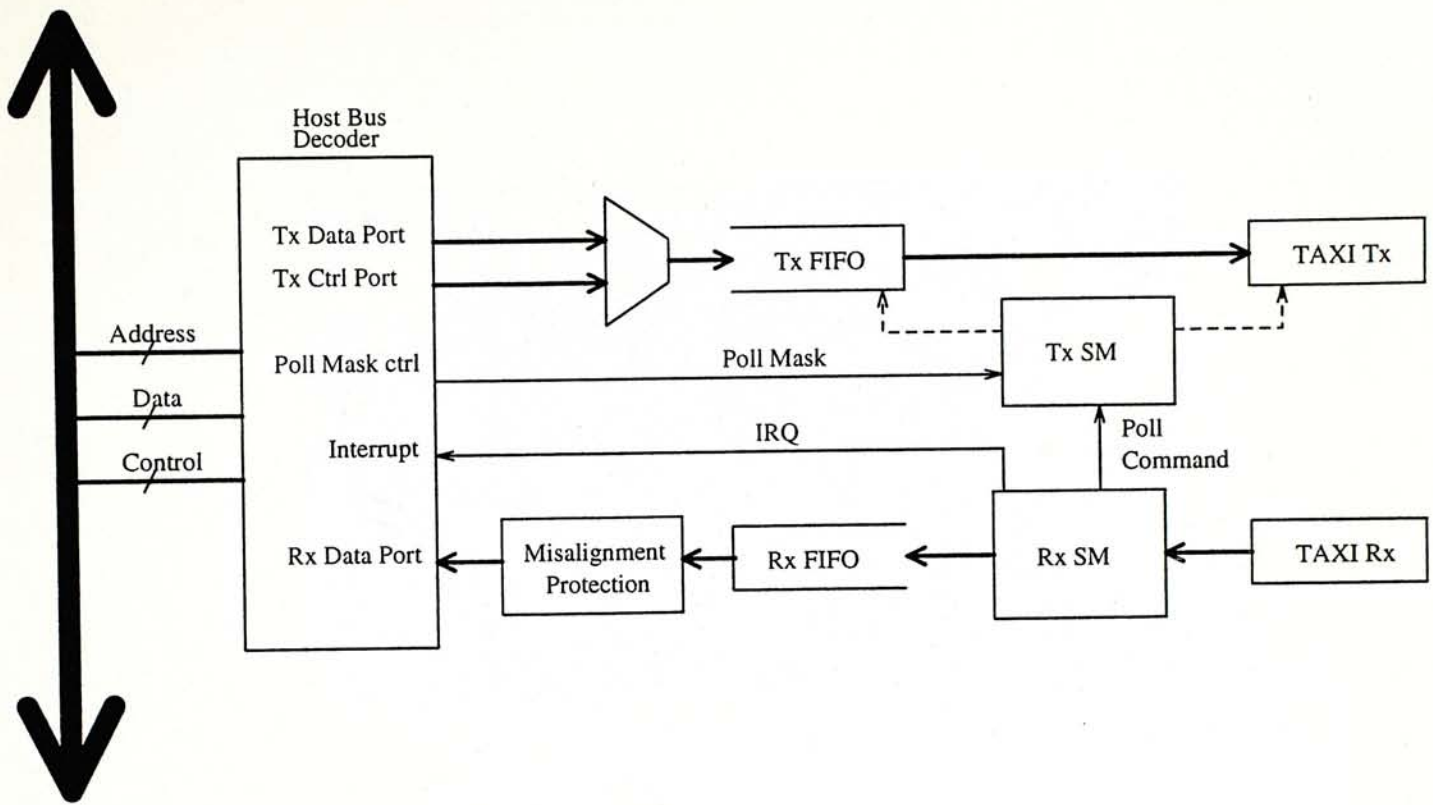 Host Bus
Decoder
Tx Data Port
Tx Ctrl Port
Tx FIFO
TAXI Tx
Address
Poll Mask ctrl
Poll Mask
Tx SM
Data
Interrupt
IRQ
Poll
Command
Control
Rx Data Port
Misalignment
Protection
Rx FIFO
Rx SM
TAXI Rx